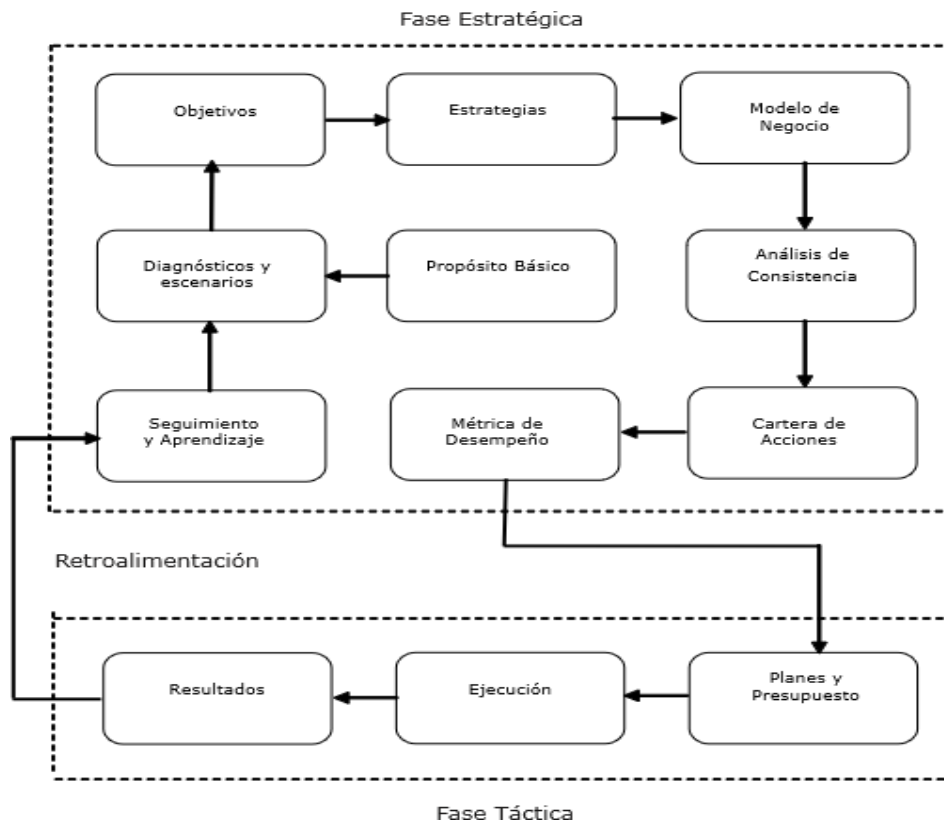 Fase Estratégica
Objetivos
Estrategias
Modelo de
Negocio
Diagnósticos y
escenarios
Propósito Básico
Análisis de
Consistencia
Seguimiento
y Aprendizaje
Métrica de
Desempeño
Cartera de
Acciones
Retroalimentación
Resultados
Ejecución
Planes y
Presupuesto
Fase Táctica